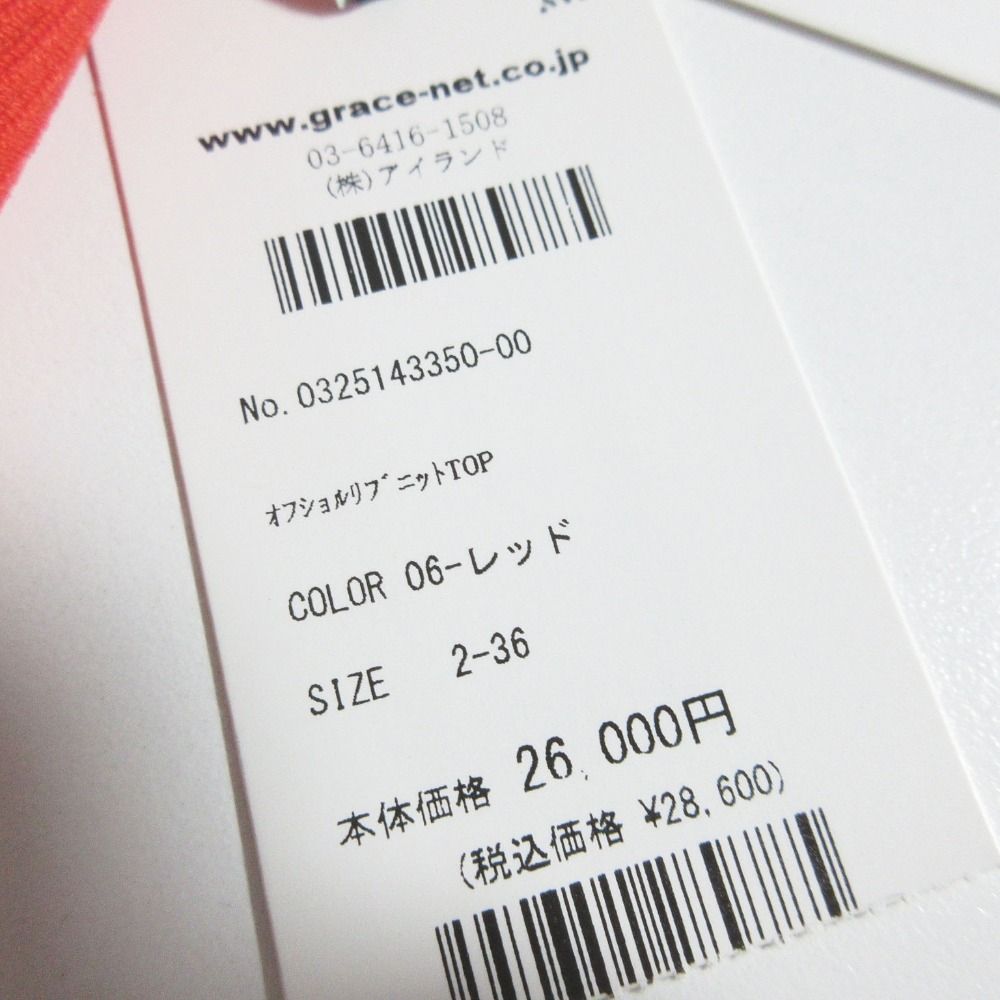 www.grace-net.co.jp
03-6416-1508
(株)アイランド
No.0325143350-00
ｵﾌｼｮﾙﾘﾌﾞﾆｯﾄTOP
COLOR 06-レッド
SIZE 2-36
本体価格 26,000円
(税込価格 ¥28,600)